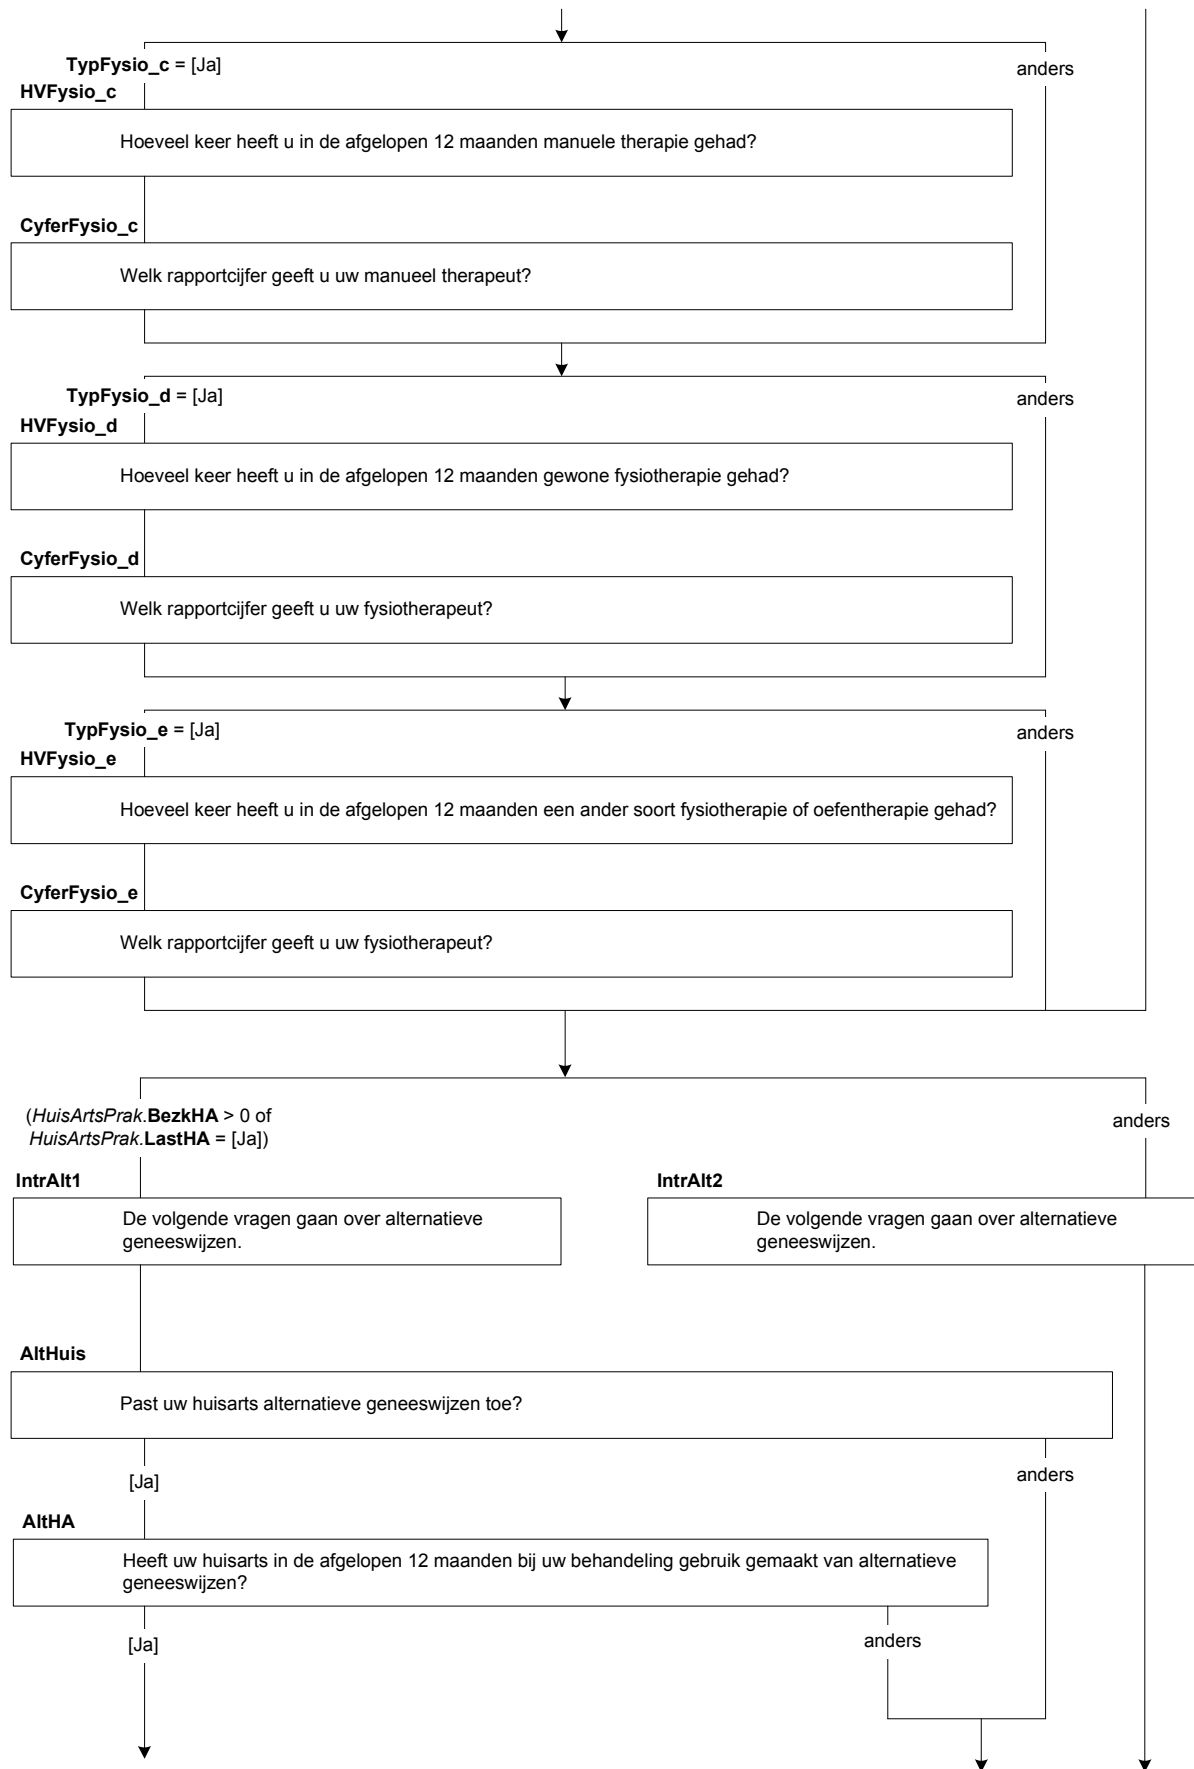 TypFysio_c = [Ja]
anders
HVFysio_c
Hoeveel keer heeft u in de afgelopen 12 maanden manuele therapie gehad?
CyferFysio_c
Welk rapportcijfer geeft u uw manueel therapeut?
TypFysio_d = [Ja]
anders
HVFysio_d
Hoeveel keer heeft u in de afgelopen 12 maanden gewone fysiotherapie gehad?
CyferFysio_d
Welk rapportcijfer geeft u uw fysiotherapeut?
TypFysio_e = [Ja]
anders
HVFysio_e
Hoeveel keer heeft u in de afgelopen 12 maanden een ander soort fysiotherapie of oefentherapie gehad?
CyferFysio_e
Welk rapportcijfer geeft u uw fysiotherapeut?
(HuisArtsPrak.BezkHA > 0 of
HuisArtsPrak.LastHA = [Ja])
anders
IntrAlt1
De volgende vragen gaan over alternatieve
geneeswijzen.
IntrAlt2
De volgende vragen gaan over alternatieve
geneeswijzen.
AltHuis
Past uw huisarts alternatieve geneeswijzen toe?
[Ja]
anders
AltHA
Heeft uw huisarts in de afgelopen 12 maanden bij uw behandeling gebruik gemaakt van alternatieve
geneeswijzen?
[Ja]
anders